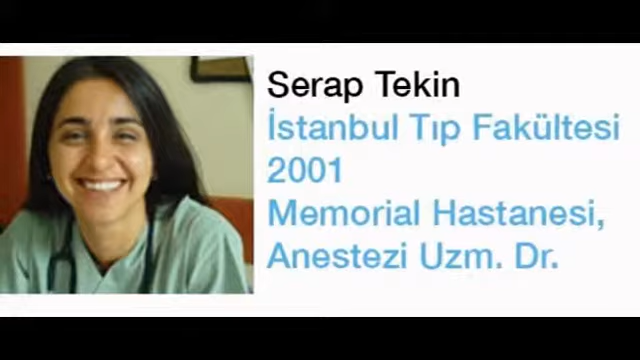 Serap Tekin
İstanbul Tıp Fakültesi
2001
Memorial Hastanesi,
Anestezi Uzm. Dr.